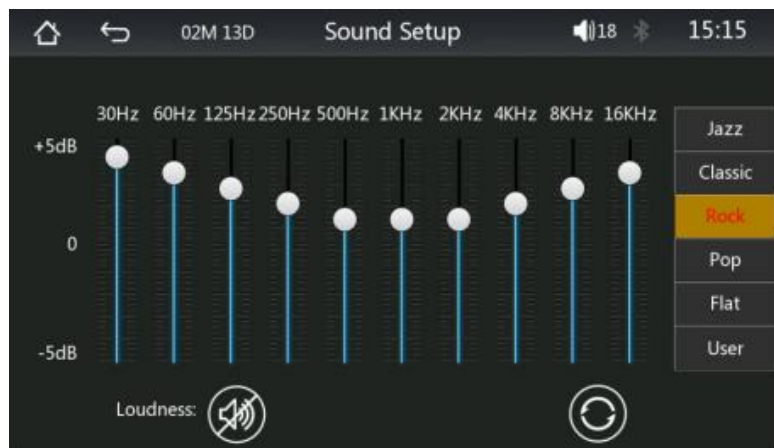 02M 13D Sound Setup 18 15:15
30Hz 60Hz 125Hz 250Hz 500Hz 1KHz 2KHz 4KHz 8KHz 16KHz
Jazz
+5dB
Classic
Rock
0
Pop
Flat
User
-5dB
Loudness: